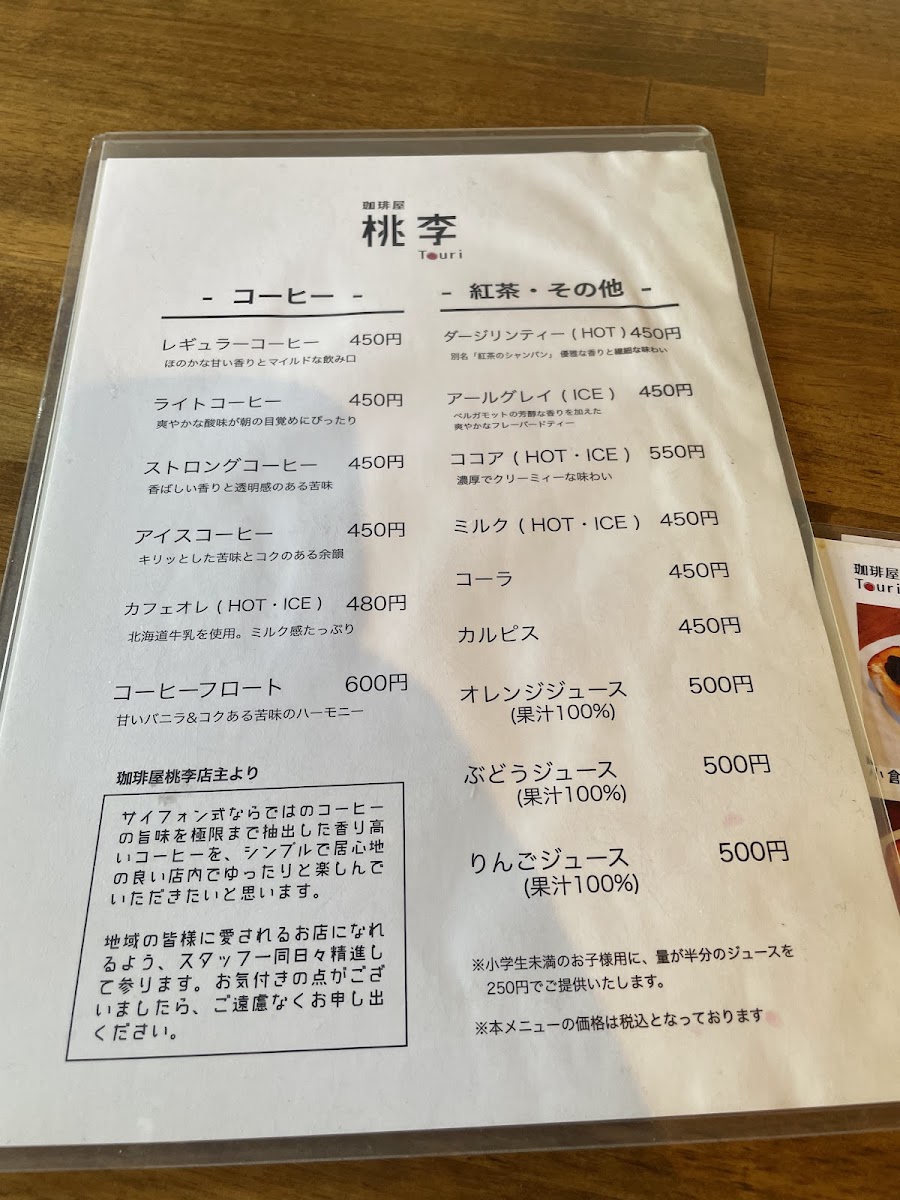 珈琲屋
桃李
Touri
- コーヒー -
レギュラーコーヒー 450円
ほのかな甘い香りとマイルドな飲み口
ライトコーヒー 450円
爽やかな酸味が朝の目覚めにぴったり
ストロングコーヒー 450円
香ばしい香りと透明感のある苦味
アイスコーヒー 450円
キリッとした苦味とコクのある余韻
カフェオレ ( HOT・ICE ) 480円
北海道牛乳を使用。ミルク感たっぷり
コーヒーフロート 600円
甘いバニラ&コクある苦味のハーモニー
珈琲屋桃李店主より
サイフォン式ならではのコーヒー
の旨味を極限まで抽出した香り高
いコーヒーを、シンプルで居心地
の良い店内でゆったりと楽しんで
いただきたいと思います。
地域の皆様に愛されるお店になれ
るよう、スタッフ一同日々精進し
て参ります。お気付きの点がござ
いましたら、ご遠慮なくお申し出
ください。
- 紅茶・その他 -
ダージリンティー ( HOT ) 450円
別名「紅茶のシャンパン」 優雅な香りと繊細な味わい
アールグレイ ( ICE ) 450円
ベルガモットの芳醇な香りを加えた
爽やかなフレーバードティー
ココア ( HOT・ICE ) 550円
濃厚でクリーミィーな味わい
ミルク ( HOT・ICE ) 450円
コーラ 450円
カルピス 450円
オレンジジュース 500円
(果汁100%)
ぶどうジュース 500円
(果汁100%)
りんごジュース 500円
(果汁100%)
※小学生未満のお子様用に、量が半分のジュースを
250円でご提供いたします。
※本メニューの価格は税込となっております
珈琲屋
Touri
倉